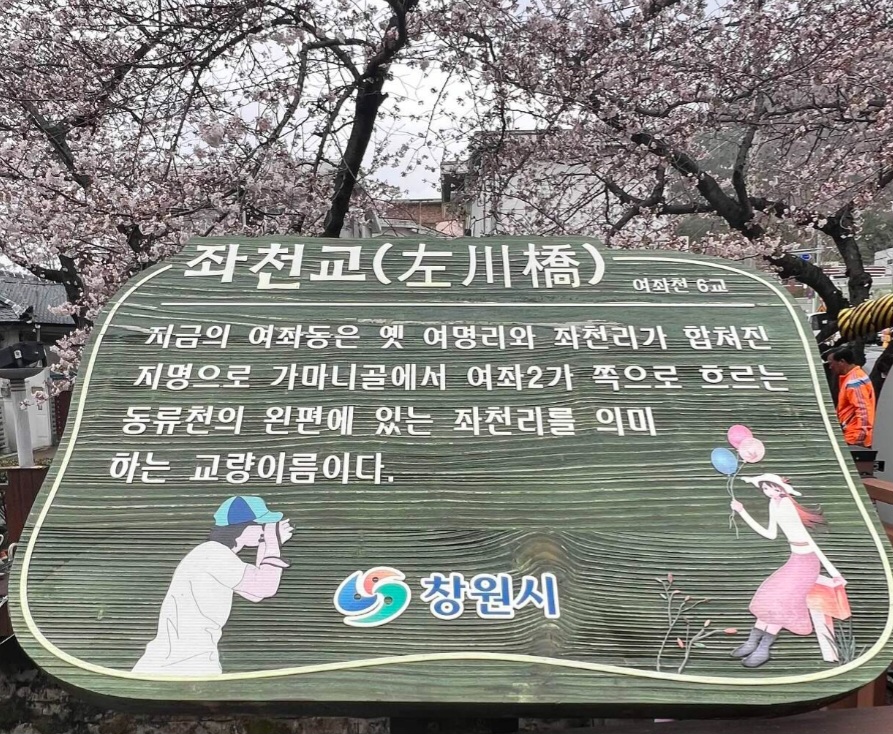 좌천교(左川橋)
여좌천 6교
지금의 여좌동은 옛 여명리와 좌천리가 합쳐진
지명으로 가마니골에서 여좌2가 쪽으로 흐르는
동류천의 왼편에 있는 좌천리를 의미
하는 교량이름이다.
창원시